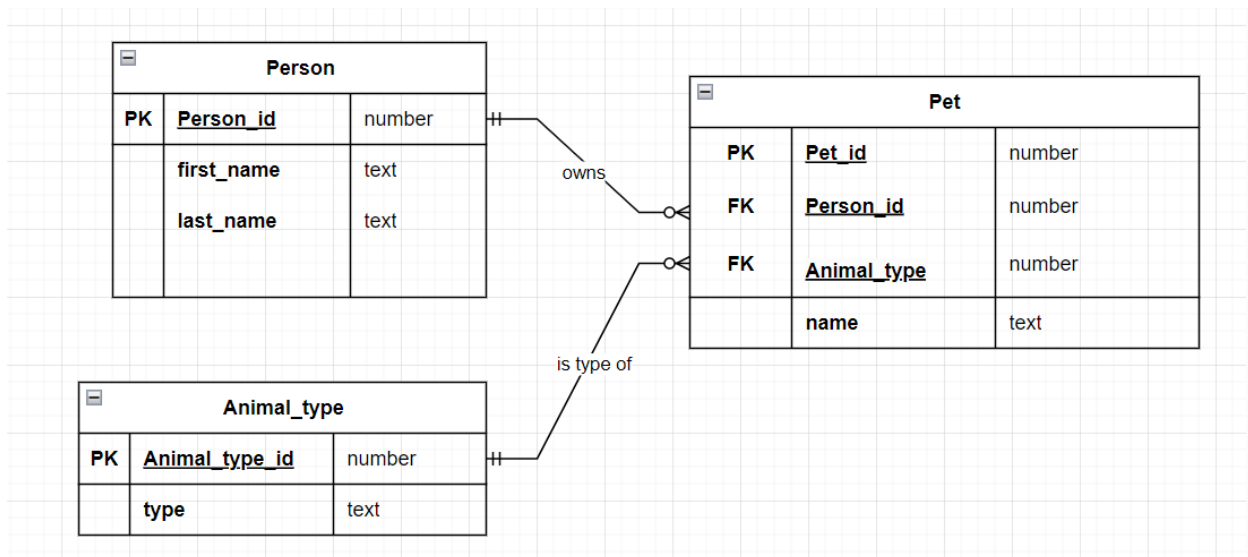 Person
PK Person_id number
first_name text
last_name text
owns
Pet
PK Pet_id number
FK Person_id number
FK Animal_type number
name text
is type of
Animal_type
PK Animal_type_id number
type text